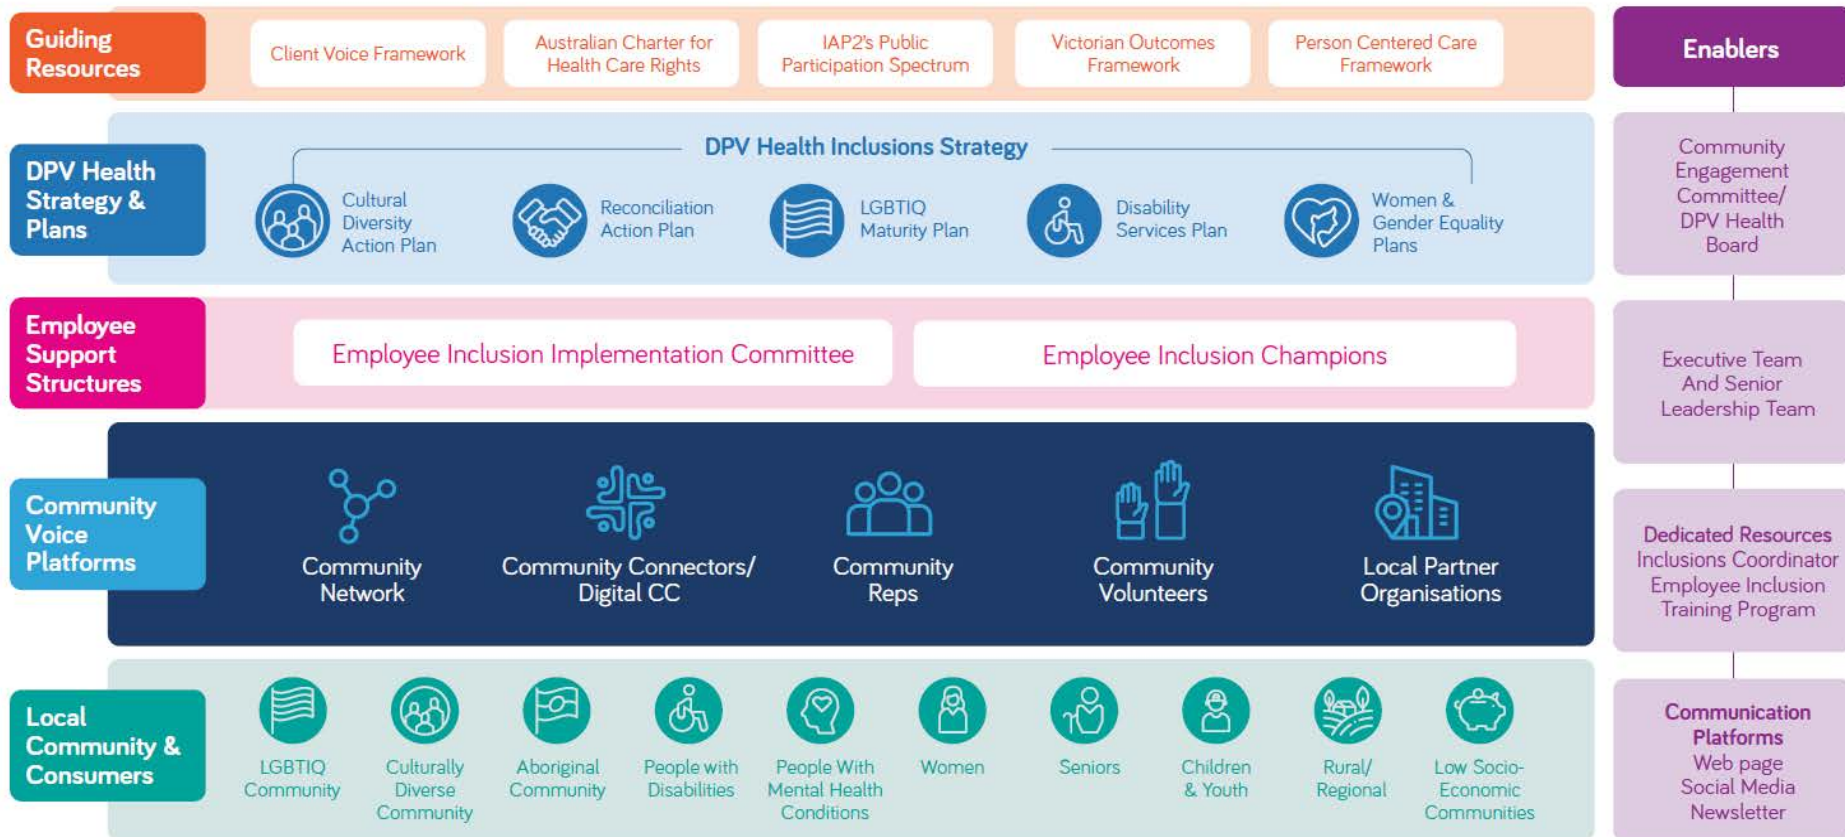 Guiding
Resources
Client Voice Framework
Australian Charter for
Health Care Rights
IAP2's Public
Participation Spectrum
Victorian Outcomes
Framework
Person Centered Care
Framework
DPV Health
Strategy &
Plans
DPV Health Inclusions Strategy
Cultural
Diversity
Action Plan
Reconciliation
Action Plan
LGBTIQ
Maturity Plan
Disability
Services Plan
Women &
Gender Equality
Plans
Employee
Support
Structures
Employee Inclusion Implementation Committee
Employee Inclusion Champions
Community
Voice
Platforms
Community
Network
Community Connectors/
Digital CC
Community
Reps
Community
Volunteers
Local Partner
Organisations
Local
Community &
Consumers
LGBTIQ
Community
Culturally
Diverse
Community
Aboriginal
Community
People with
Disabilities
People With
Mental Health
Conditions
Women
Seniors
Children
& Youth
Rural/
Regional
Low Socio-
Economic
Communities
Enablers
Community
Engagement
Committee/
DPV Health
Board
Executive Team
And Senior
Leadership Team
Dedicated Resources
Inclusions Coordinator
Employee Inclusion
Training Program
Communication
Platforms
Web page
Social Media
Newsletter